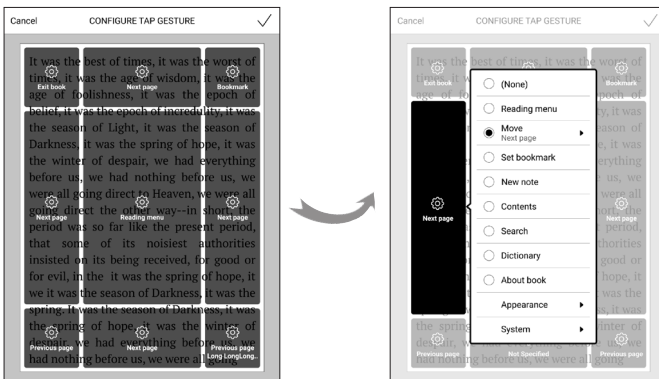 Cancel CONFIGURE TAP GESTURE
It was the best of times, it was the worst of
times, it was the age of wisdom, it was the
age of foolishness, it was the epoch of
belief, it was the epoch of incredulity, it was
the season of Light, it was the season of
Darkness, it was the spring of hope, it was
the winter of despair, we had everything
before us, we had nothing before us, we
were all going direct to Heaven, we were all
going direct the other way--in short, the
period was so far like the present period,
that some of its noisiest authorities
insisted on its being received, for good or
for evil, in the it was the spring of hope, it
we it was the season of Darkness, it was the
spring. It was the season of Darkness, it was
the spring of hope, it was the winter of
despair, we had everything before us, we
had nothing before us, we were all going
Exit book
Next page
Bookmark
Next page
Reading menu
Next page
Previous page
Next page
Previous page
Long LongLong..
Cancel CONFIGURE TAP GESTURE
Exit book
Bookmark
Next page
Next page
Previous page
Not Specified
Previous page
(None)
Reading menu
Move
Next page
Set bookmark
New note
Contents
Search
Dictionary
About book
Appearance
System